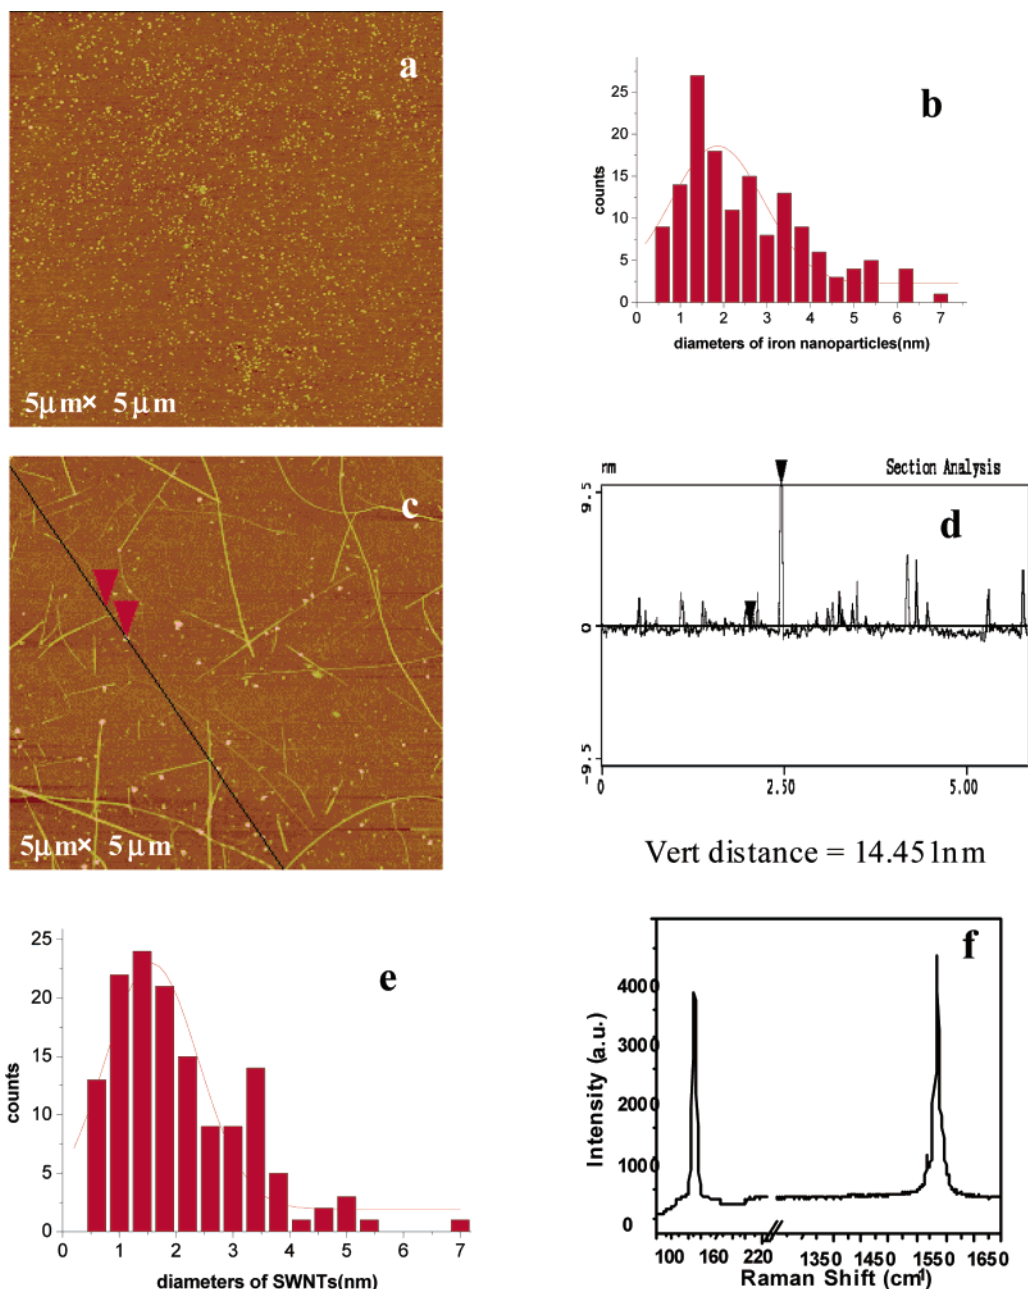 a
5μm× 5μm
b
counts
25
20
15
10
5
0
0 1 2 3 4 5 6 7
diameters of iron nanoparticles(nm)
c
5μm× 5μm
nm Section Analysis
d
9.5
0
-9.5
0 2.50 5.00
Vert distance = 14.451nm
e
counts
25
20
15
10
5
0
0 1 2 3 4 5 6 7
diameters of SWNTs(nm)
f
Intensity (a.u.)
4000
3000
2000
1000
0
100 160 220 1350 1450 1550 1650
Raman Shift (cm⁻¹)